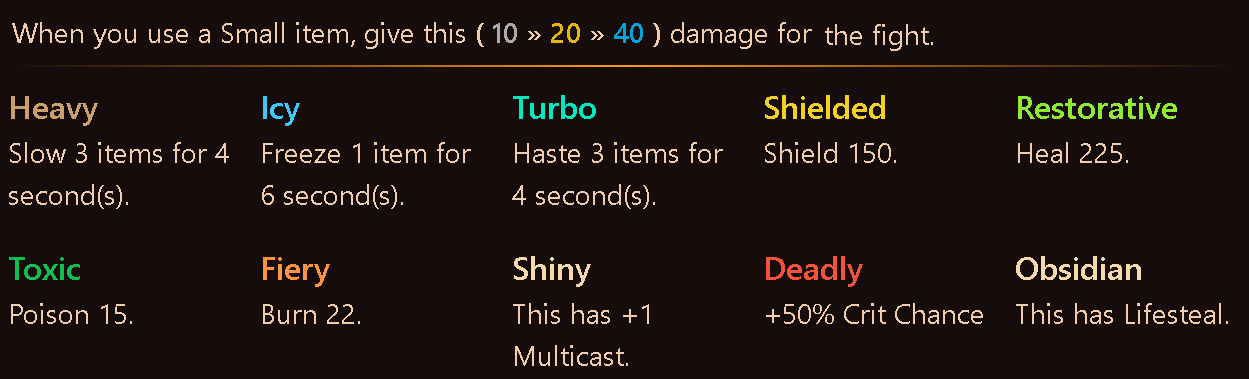 When you use a Small item, give this ( 10 » 20 » 40 ) damage for the fight.
Heavy
Slow 3 items for 4
second(s).
Icy
Freeze 1 item for
6 second(s).
Turbo
Haste 3 items for
4 second(s).
Shielded
Shield 150.
Restorative
Heal 225.
Toxic
Poison 15.
Fiery
Burn 22.
Shiny
This has +1
Multicast.
Deadly
+50% Crit Chance
Obsidian
This has Lifesteal.